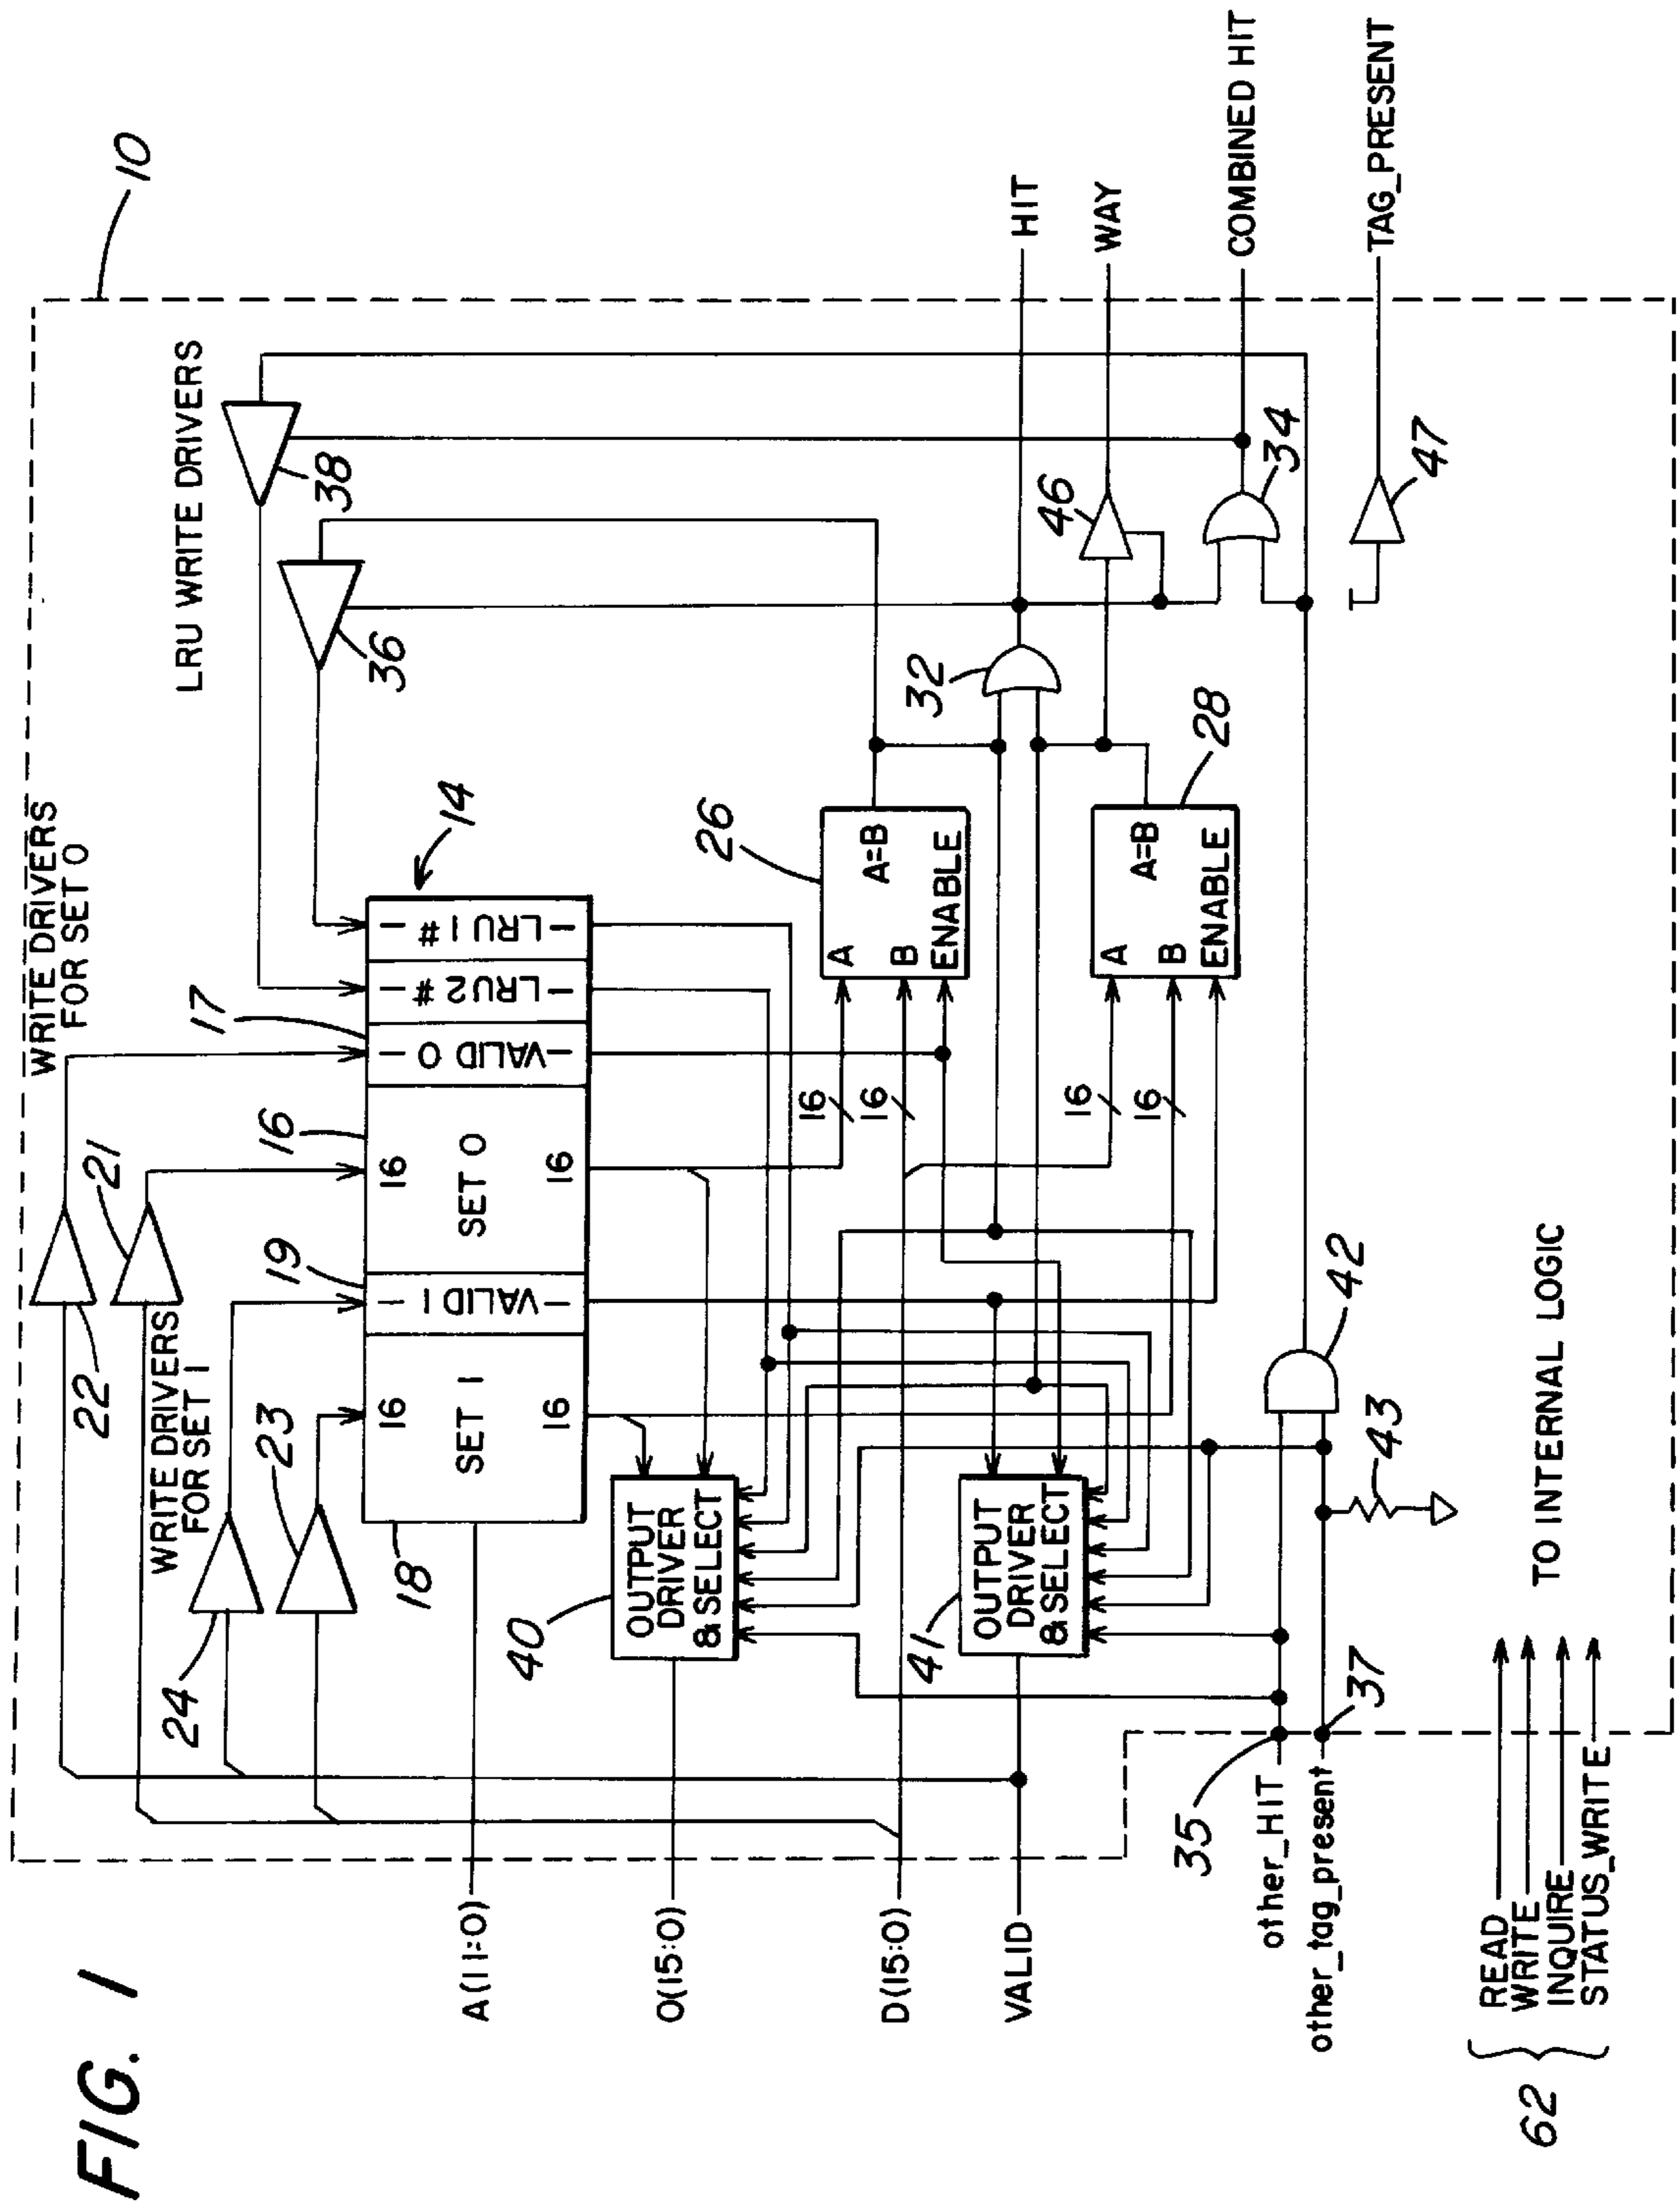 FIG. 1
10
WRITE DRIVERS
FOR SET 0
LRU WRITE DRIVERS
22
21
17
38
WRITE DRIVERS
FOR SET 1
24
23
19
16
36
14
18
16
16
SET 1
16
VALID 1
16
SET 0
16
VALID 0
LRU2 #
LRU 1 #
A(11:0)
O(15:0)
D(15:0)
VALID
40
OUTPUT
DRIVER
& SELECT
41
OUTPUT
DRIVER
& SELECT
16
16
16
16
26
A
B
A=B
ENABLE
28
A
B
A=B
ENABLE
32
46
34
47
HIT
WAY
COMBINED HIT
TAG_PRESENT
35
other_HIT
other_tag_present
37
42
43
62
READ
WRITE
INQUIRE
STATUS_WRITE
TO INTERNAL LOGIC